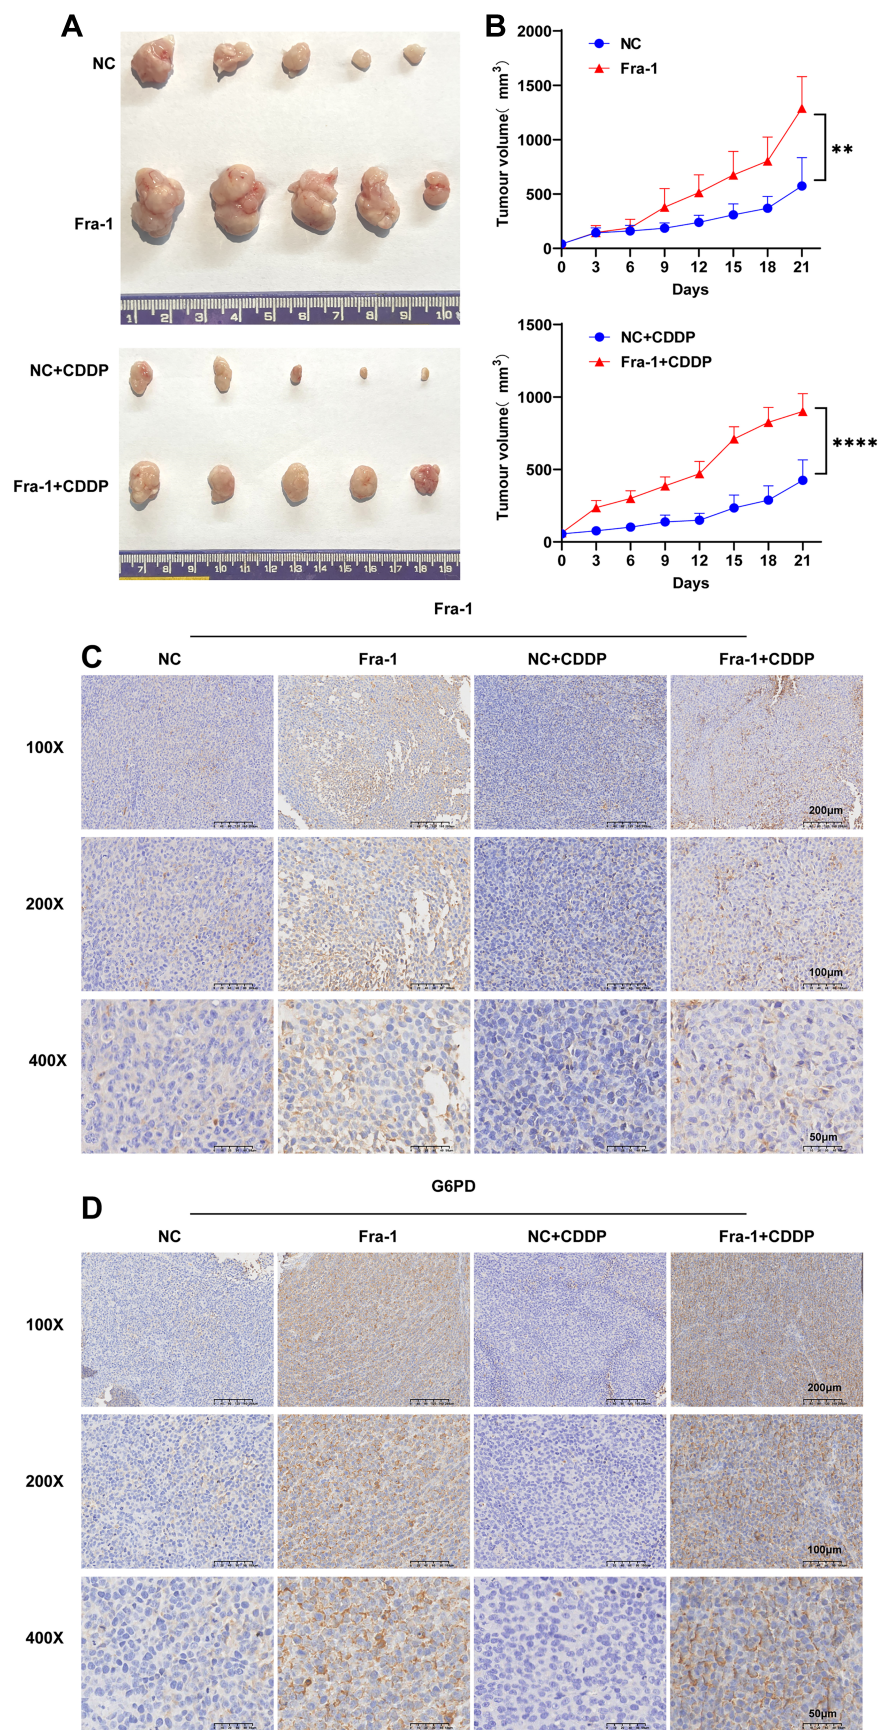 A
NC
Fra-1
1 2 3 4 5 6 7 8 9 10
NC+CDDP
Fra-1+CDDP
7 8 9 10 11 12 13 14 15 16 17 18 19
B
Tumour volume( mm³)
2000
1500
1000
500
0
NC
Fra-1
**
0 3 6 9 12 15 18 21
Days
Tumour volume( mm³)
1500
1000
500
0
NC+CDDP
Fra-1+CDDP
****
0 3 6 9 12 15 18 21
Days
Fra-1
C
NC Fra-1 NC+CDDP Fra-1+CDDP
100X
200μm
200X
100μm
400X
50μm
G6PD
D
NC Fra-1 NC+CDDP Fra-1+CDDP
100X
200μm
200X
100μm
400X
50μm